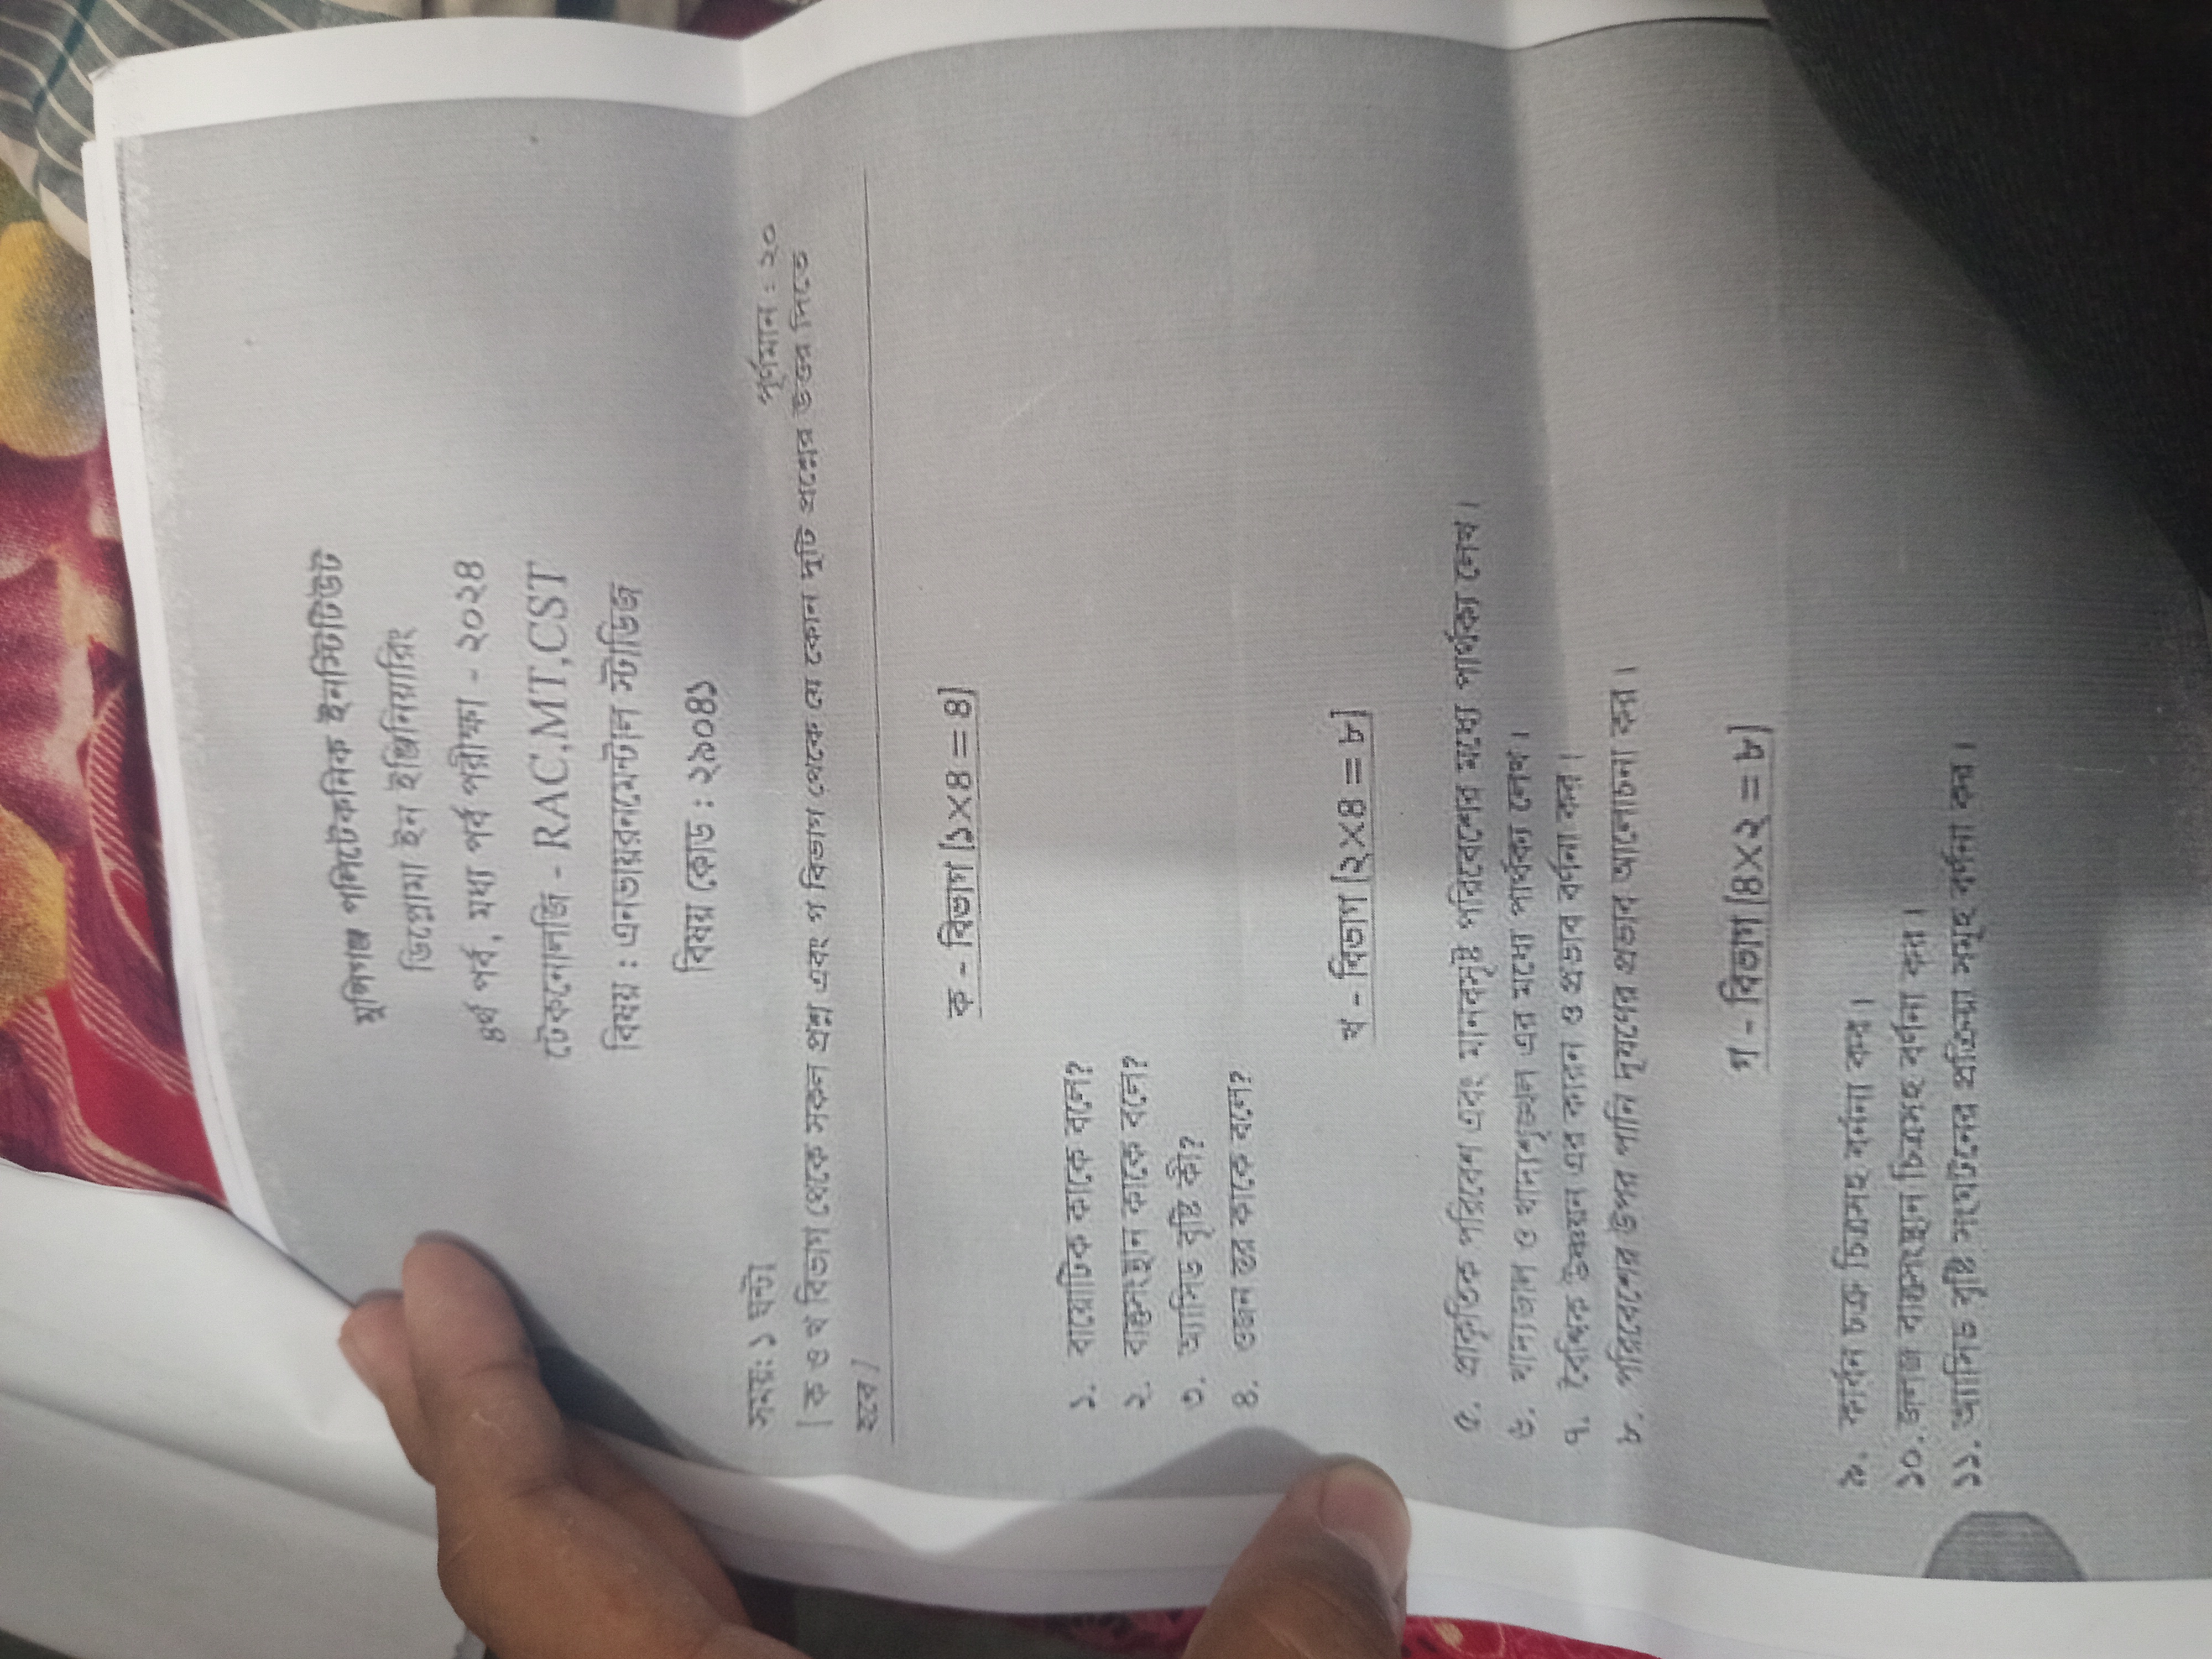 মুন্সিগঞ্জ পলিটেকনিক ইনস্টিটিউট
ডিপ্লোমা ইন ইঞ্জিনিয়ারিং
৪র্থ পর্ব, মধ্য পর্ব পরীক্ষা - ২০২৪
টেকনোলজি - RAC,MT,CST
বিষয় : এনভায়রনমেন্টাল স্টাডিজ
বিষয় কোড : ২৯০৪১
সময়: ১ ঘন্টা পূর্ণমান : ২০
[ক ও খ বিভাগ থেকে সকল প্রশ্ন এবং গ বিভাগ থেকে যে কোন দুটি প্রশ্নের উত্তর দিতে
হবে]
ক - বিভাগ [১×৪=৪]
১. বায়োটিক কাকে বলে?
২. বাস্তুসংস্থান কাকে বলে?
৩. অ্যাসিড বৃষ্টি কী?
৪. ওজন স্তর কাকে বলে?
খ - বিভাগ [২×৪ = ৮]
৫. প্রাকৃতিক পরিবেশ এবং মানবসৃষ্ট পরিবেশের মধ্যে পার্থক্য লেখ।
৬. খাদ্যজাল ও খাদ্যশৃঙ্খল এর মধ্যে পার্থক্য লেখ।
৭. বৈশ্বিক উষ্ণায়ন এর কারন ও প্রভাব বর্ণনা কর।
৮. পরিবেশের উপর পানি দূষণের প্রভাব আলোচনা কর।
গ - বিভাগ [৪×২ = ৮]
৯. কার্বন চক্র চিত্রসহ বর্ণনা কর।
১০. জলজ বাস্তুসংস্থান চিত্রসহ বর্ণনা কর।
১১. অ্যাসিড বৃষ্টি সংঘটনের প্রক্রিয়া সমূহ বর্ণনা কর।